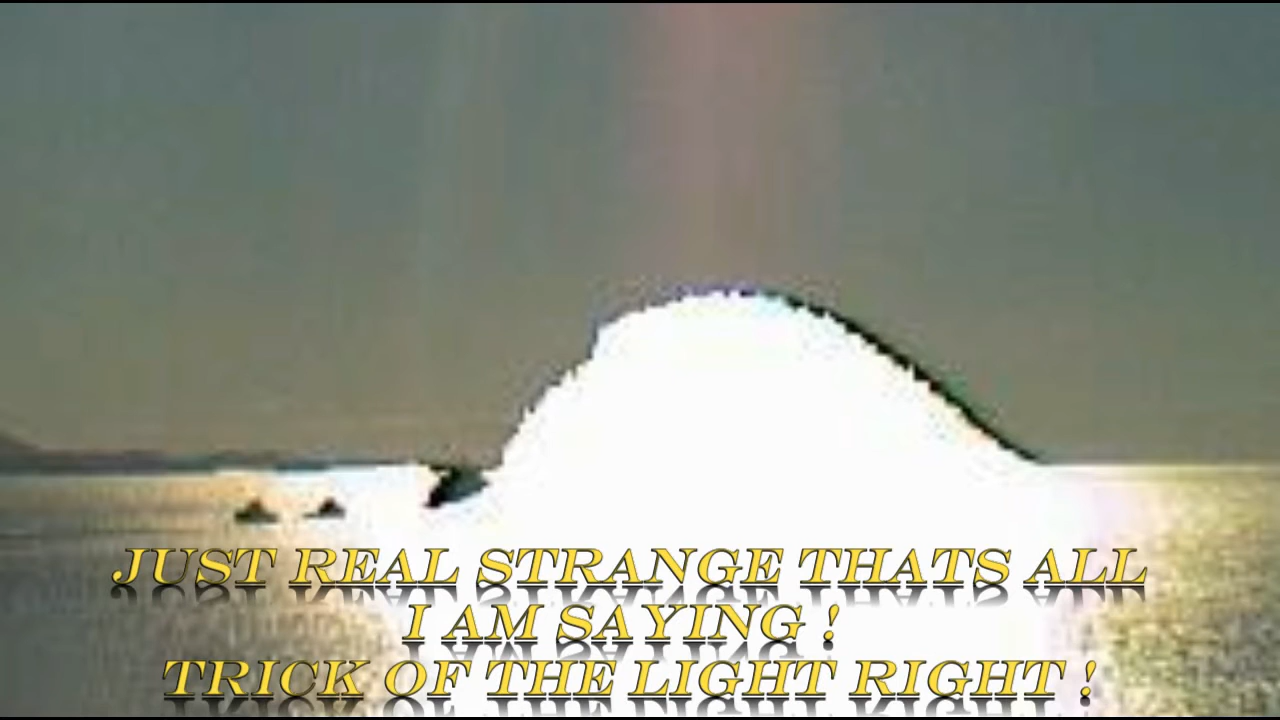 JUST REAL STRANGE THATS ALL
I AM SAYING !
TRICK OF THE LIGHT RIGHT !